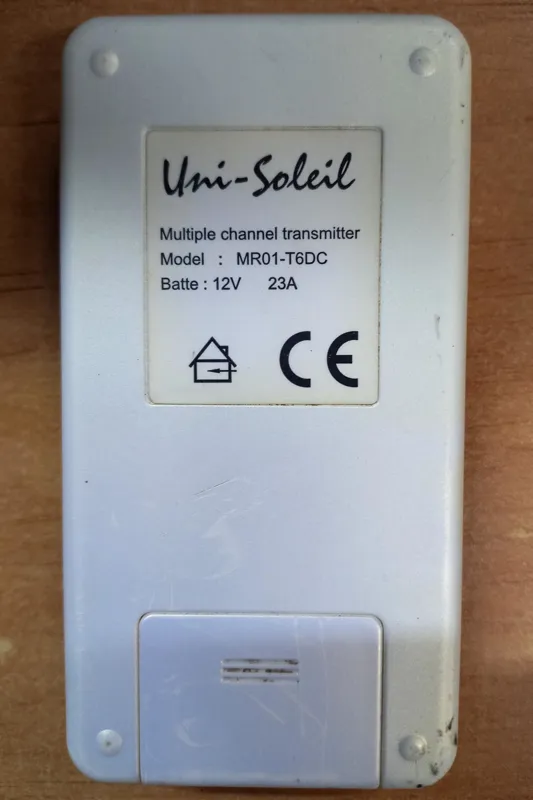 Uni-Soleil
Multiple channel transmitter
Model : MR01-T6DC
Batte : 12V 23A
CE